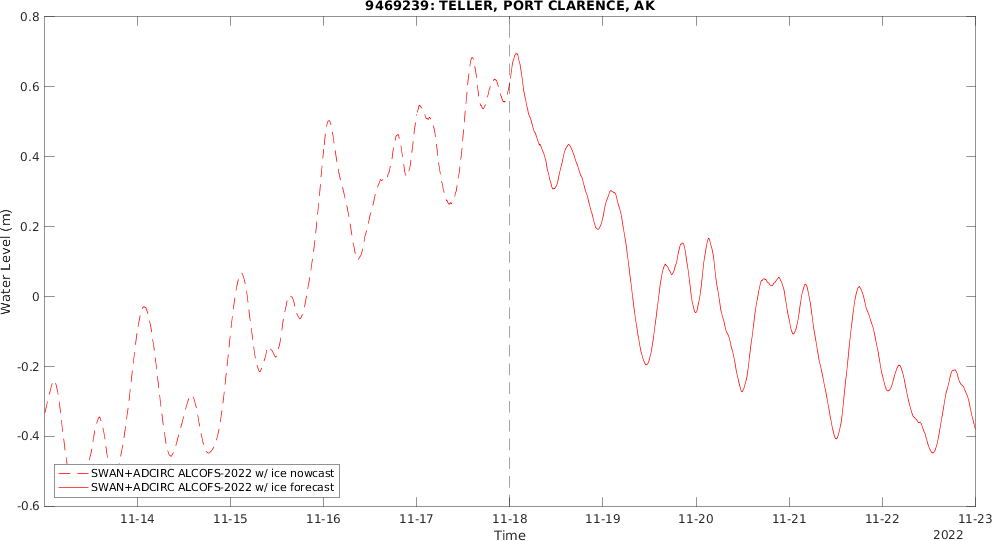 9469239: TELLER, PORT CLARENCE, AK
0.8
0.6
0.4
0.2
0
-0.2
-0.4
-0.6
Water Level (m)
SWAN+ADCIRC ALCOFS-2022 w/ ice nowcast
SWAN+ADCIRC ALCOFS-2022 w/ ice forecast
11-14 11-15 11-16 11-17 11-18 11-19 11-20 11-21 11-22 11-23
Time
2022